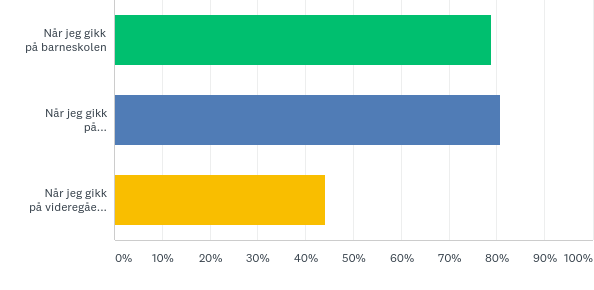 Når jeg gikk
på barneskolen
Når jeg gikk
på...
Når jeg gikk
på videregåe...
0% 10% 20% 30% 40% 50% 60% 70% 80% 90% 100%